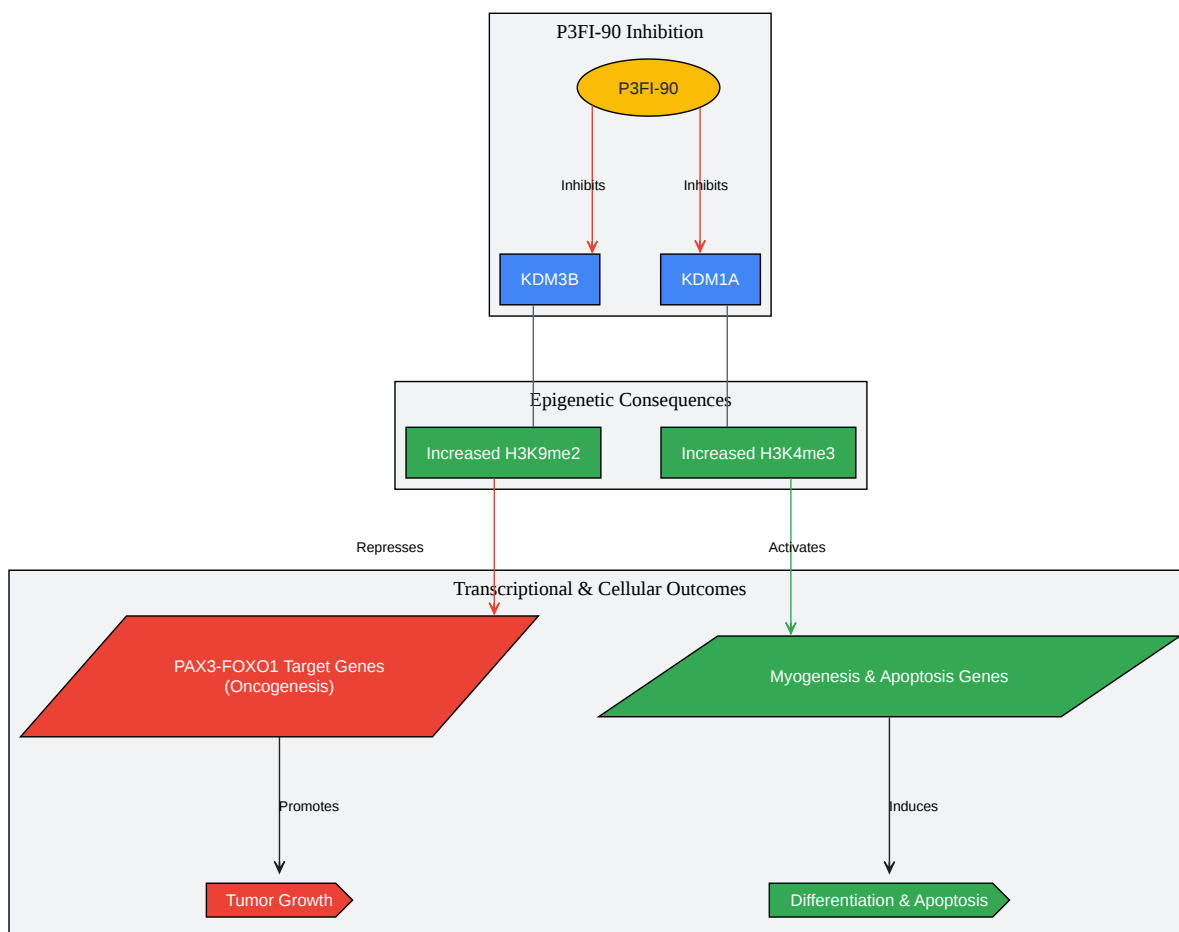 P3FI-90 Inhibition
P3FI-90
Inhibits
Inhibits
KDM3B
KDM1A
Epigenetic Consequences
Increased H3K9me2
Increased H3K4me3
Represses
Activates
Transcriptional & Cellular Outcomes
PAX3-FOXO1 Target Genes
(Oncogenesis)
Myogenesis & Apoptosis Genes
Promotes
Induces
Tumor Growth
Differentiation & Apoptosis